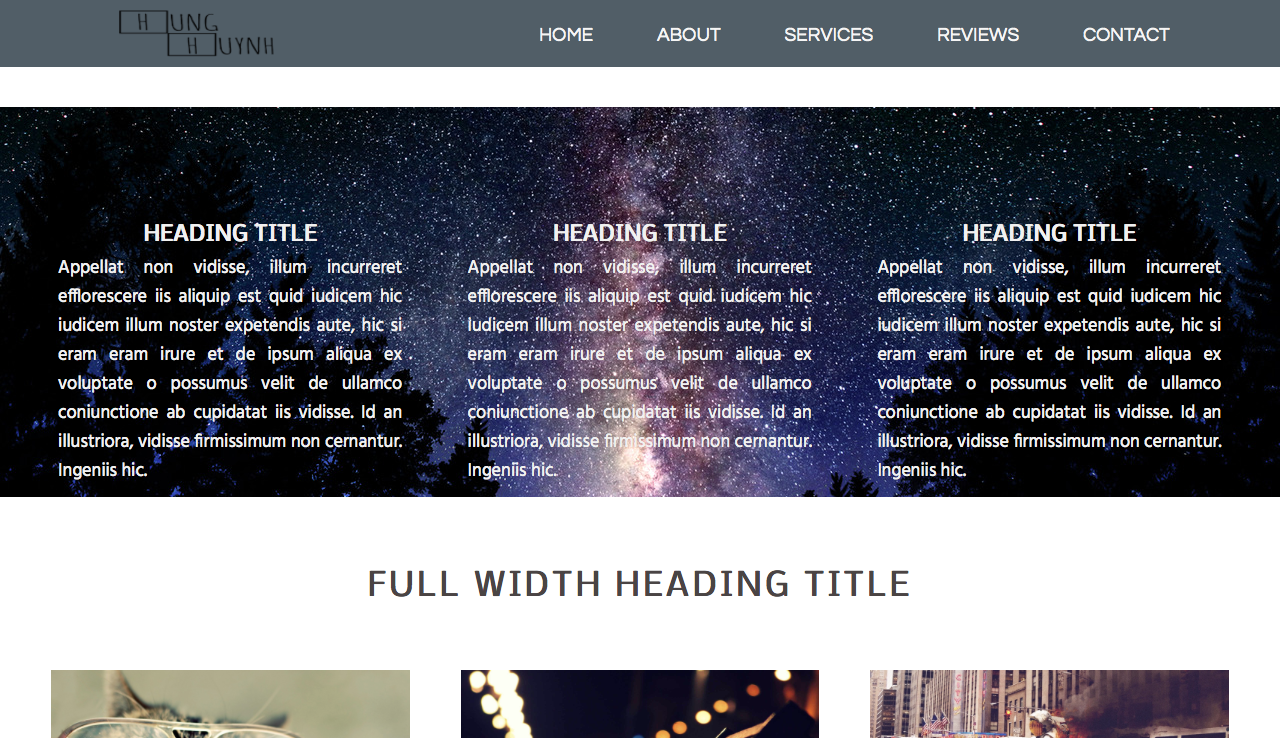 HUNG
HUYNH
HOME ABOUT SERVICES REVIEWS CONTACT
HEADING TITLE
Appellat non vidisse, illum incurreret
efflorescere iis aliquip est quid iudicem hic
iudicem illum noster expetendis aute, hic si
eram eram irure et de ipsum aliqua ex
voluptate o possumus velit de ullamco
coniunctione ab cupidatat iis vidisse. Id an
illustriora, vidisse firmissimum non cernantur.
Ingeniis hic.
HEADING TITLE
Appellat non vidisse, illum incurreret
efflorescere iis aliquip est quid iudicem hic
iudicem illum noster expetendis aute, hic si
eram eram irure et de ipsum aliqua ex
voluptate o possumus velit de ullamco
coniunctione ab cupidatat iis vidisse. Id an
illustriora, vidisse firmissimum non cernantur.
Ingeniis hic.
HEADING TITLE
Appellat non vidisse, illum incurreret
efflorescere iis aliquip est quid iudicem hic
iudicem illum noster expetendis aute, hic si
eram eram irure et de ipsum aliqua ex
voluptate o possumus velit de ullamco
coniunctione ab cupidatat iis vidisse. Id an
illustriora, vidisse firmissimum non cernantur.
Ingeniis hic.
FULL WIDTH HEADING TITLE